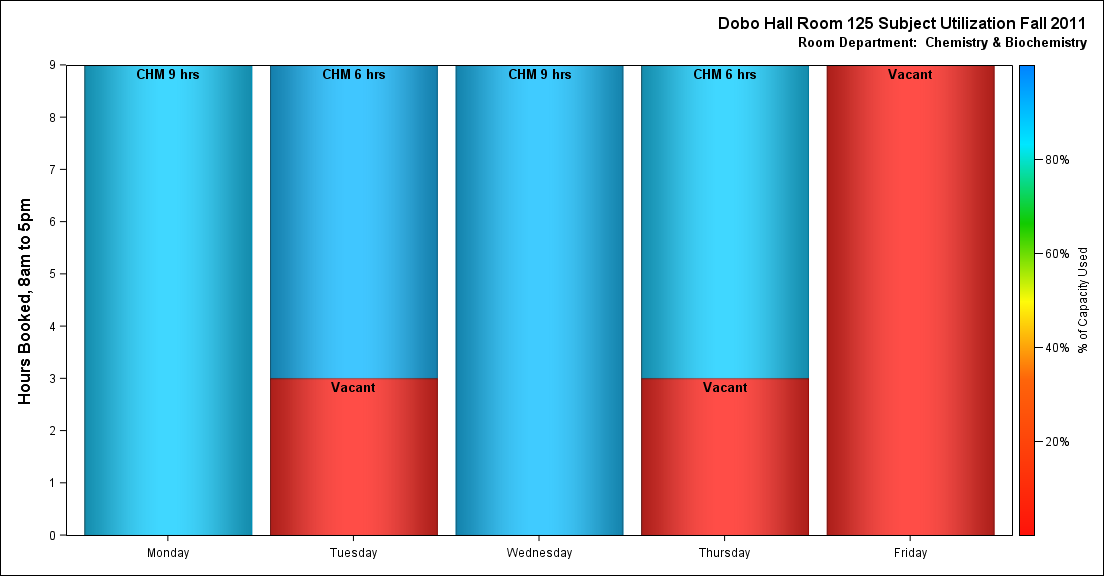 Dobo Hall Room 125 Subject Utilization Fall 2011
Room Department:  Chemistry & Biochemistry
Hours Booked, 8am to 5pm
9
8
7
6
5
4
3
2
1
0
CHM 9 hrs
CHM 6 hrs
CHM 9 hrs
CHM 6 hrs
Vacant
Vacant
Vacant
Monday
Tuesday
Wednesday
Thursday
Friday
80%
60%
40%
20%
% of Capacity Used